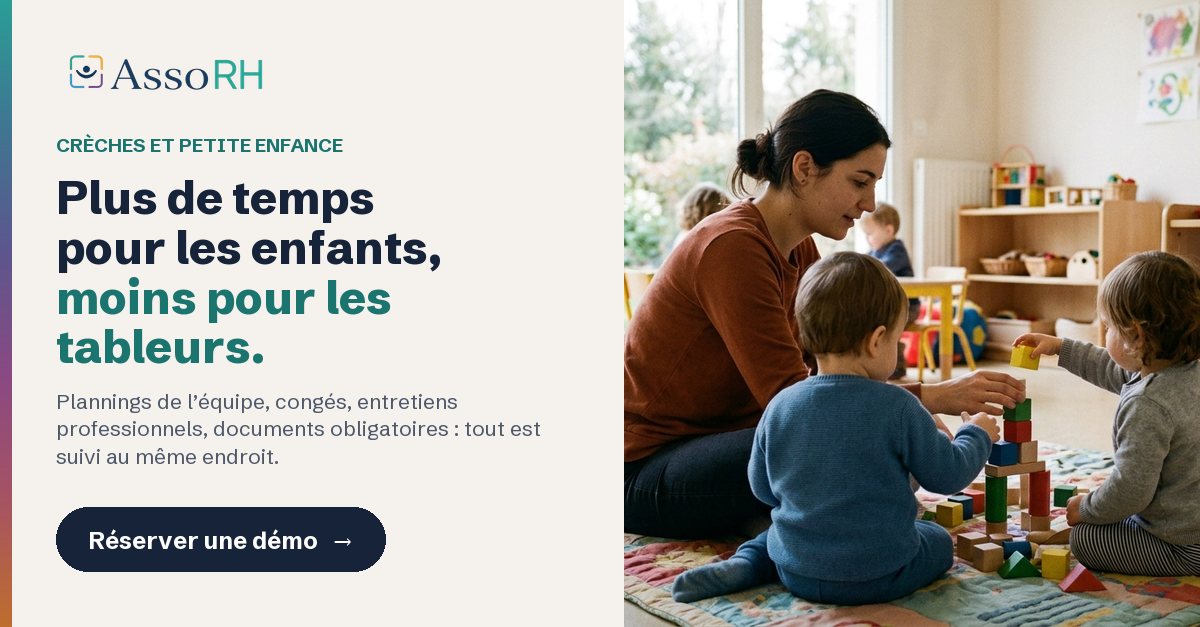 AssoRH
CRÈCHES ET PETITE ENFANCE
Plus de temps
pour les enfants,
moins pour les
tableurs.
Plannings de l’équipe, congés, entretiens
professionnels, documents obligatoires : tout est
suivi au même endroit.
Réserver une démo →